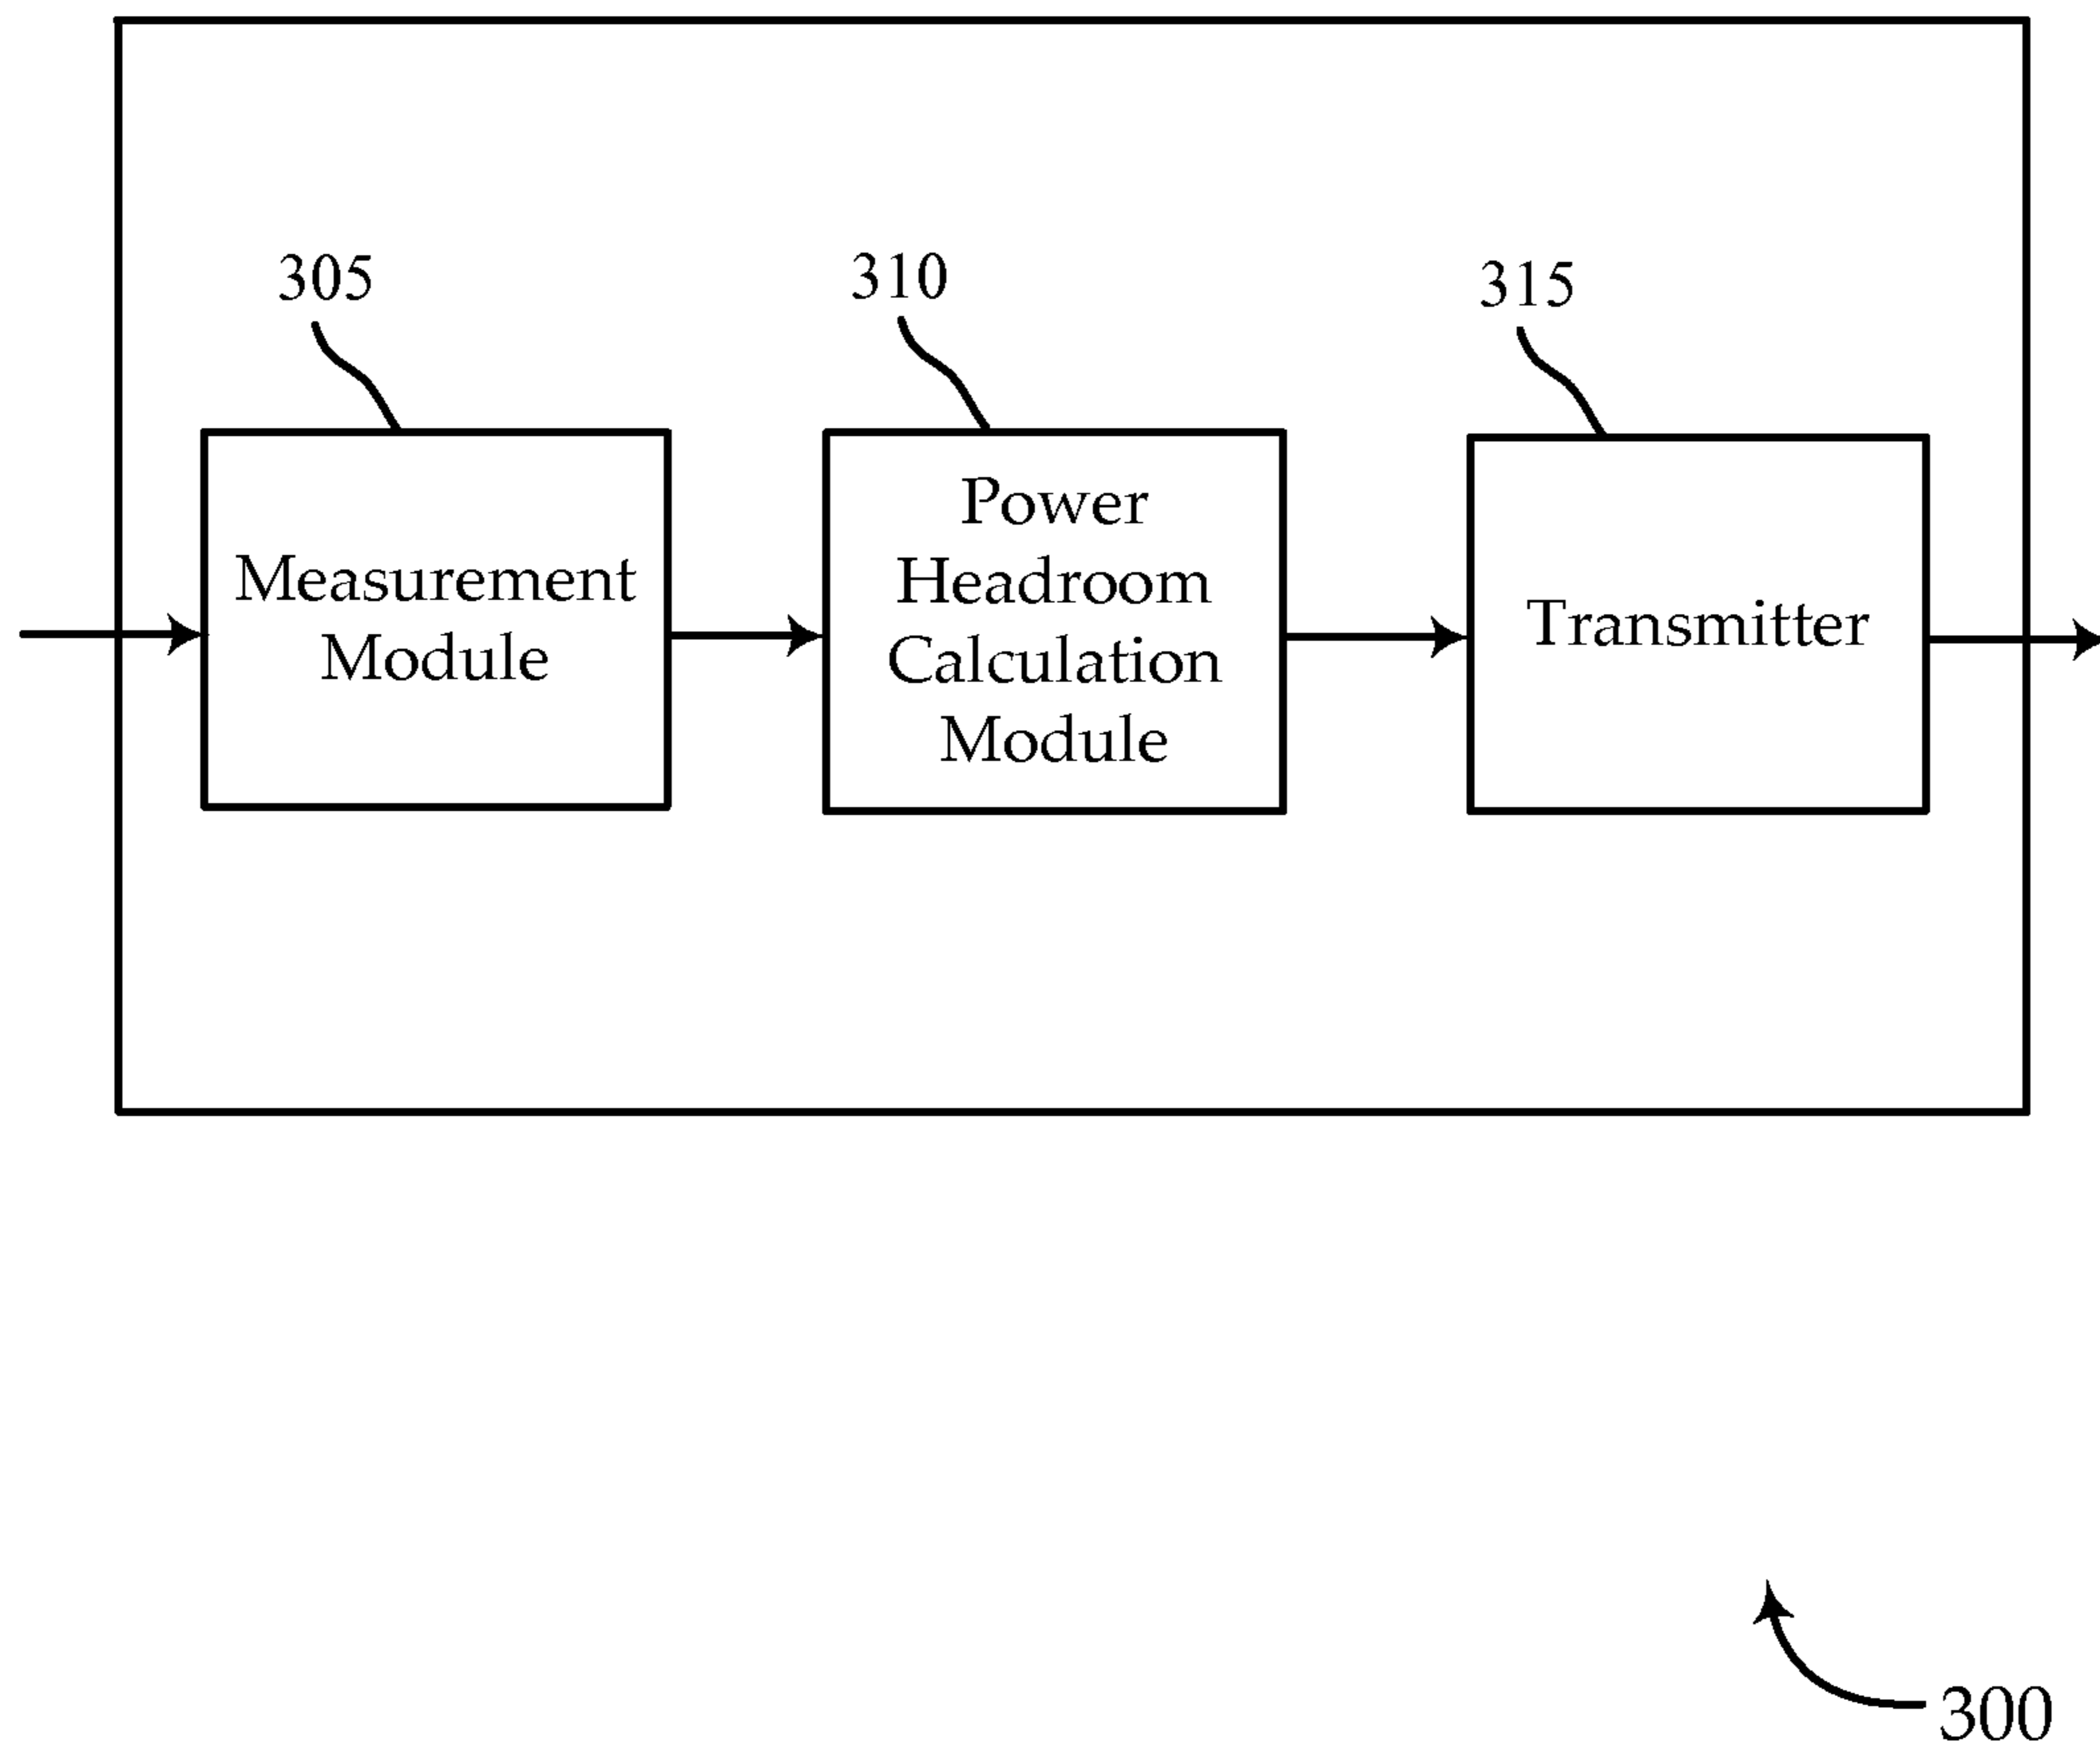 305
310
315
Measurement
Module
Power
Headroom
Calculation
Module
Transmitter
300